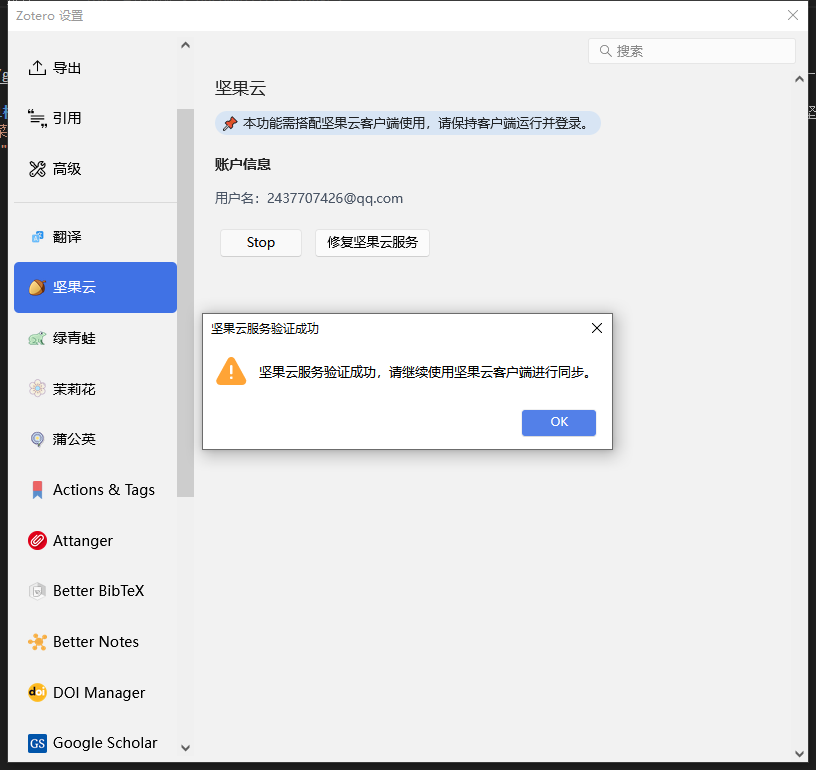 Zotero 设置
搜索
导出
引用
高级
翻译
坚果云
绿青蛙
茉莉花
蒲公英
Actions & Tags
Attanger
Better BibTeX
Better Notes
DOI Manager
GS Google Scholar
坚果云
本功能需搭配坚果云客户端使用，请保持客户端运行并登录。
账户信息
用户名：2437707426@qq.com
Stop 修复坚果云服务
坚果云服务验证成功
坚果云服务验证成功，请继续使用坚果云客户端进行同步。
OK